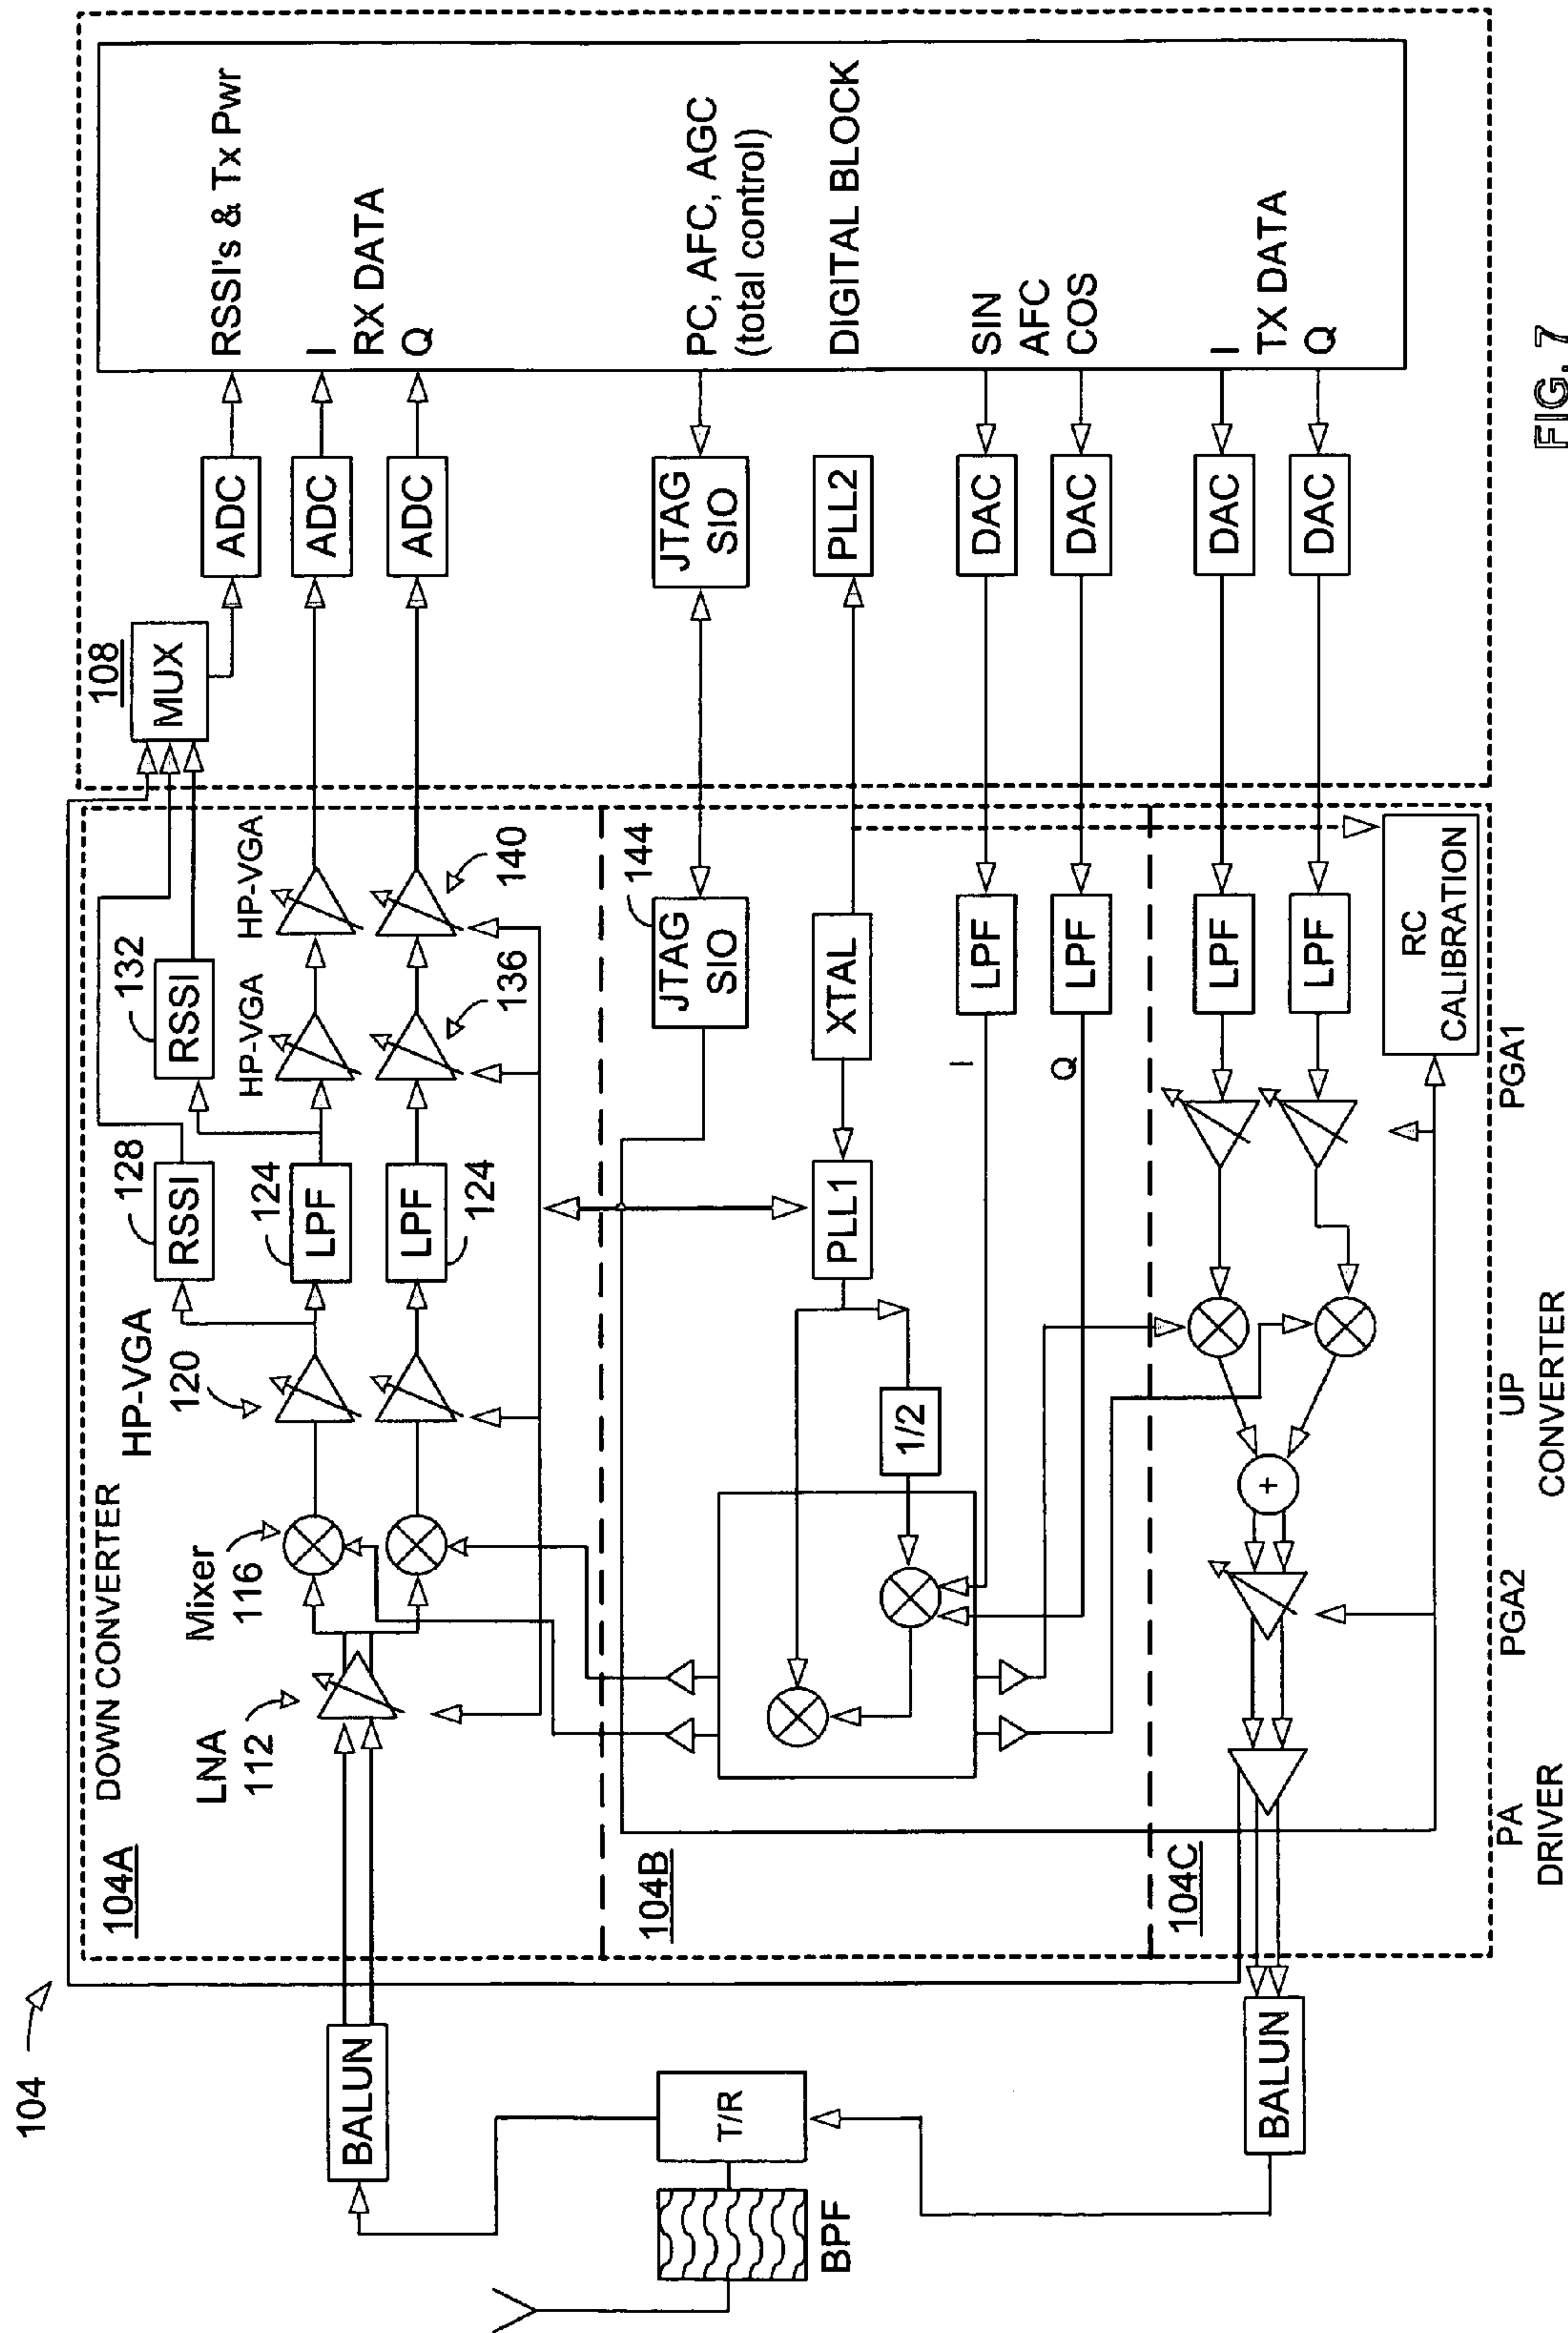 104
104A
DOWN CONVERTER
HP-VGA
120
128
RSSI
132
RSSI
108
MUX
ADC
RSSI's & Tx Pwr
LNA
112
Mixer
116
124
LPF
HP-VGA
HP-VGA
ADC
I
RX DATA
BALUN
LPF
124
136
140
ADC
Q
104B
144
JTAG
SIO
JTAG
SIO
PC, AFC, AGC
(total control)
T/R
BPF
PLL1
XTAL
PLL2
DIGITAL BLOCK
1/2
I
LPF
DAC
SIN
AFC
Q
LPF
DAC
COS
104C
LPF
DAC
I
TX DATA
BALUN
+
LPF
DAC
Q
RC
CALIBRATION
PA
DRIVER
PGA2
UP
CONVERTER
PGA1
FIG. 7